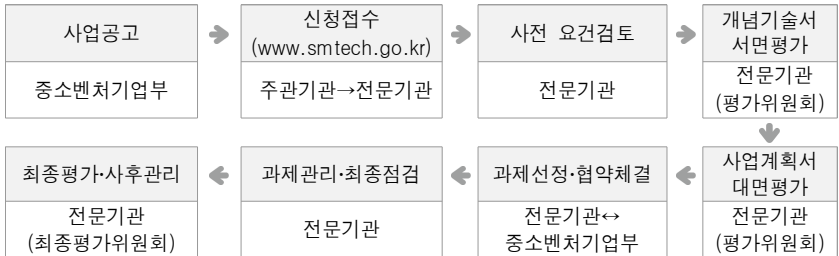 사업공고
중소벤처기업부
신청접수
(www.smtech.go.kr)
주관기관→전문기관
사전 요건검토
전문기관
개념기술서
서면평가
전문기관
(평가위원회)
사업계획서
대면평가
전문기관
(평가위원회)
과제선정·협약체결
전문기관↔
중소벤처기업부
과제관리·최종점검
전문기관
최종평가·사후관리
전문기관
(최종평가위원회)